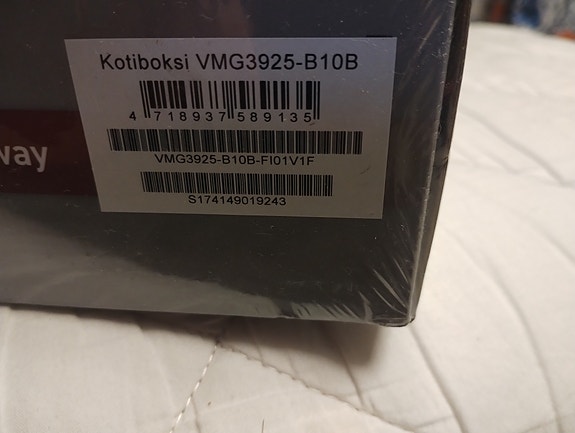 Kotiboksi VMG3925-B10B
4 718937 589135
way
VMG3925-B10B-FI01V1F
S174149019243